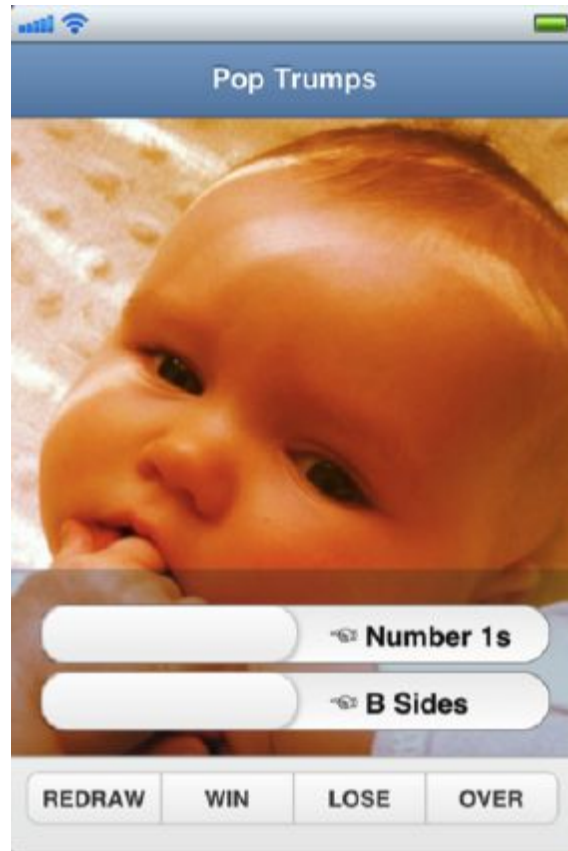 Pop Trumps
☜ Number 1s
☜ B Sides
REDRAW WIN LOSE OVER